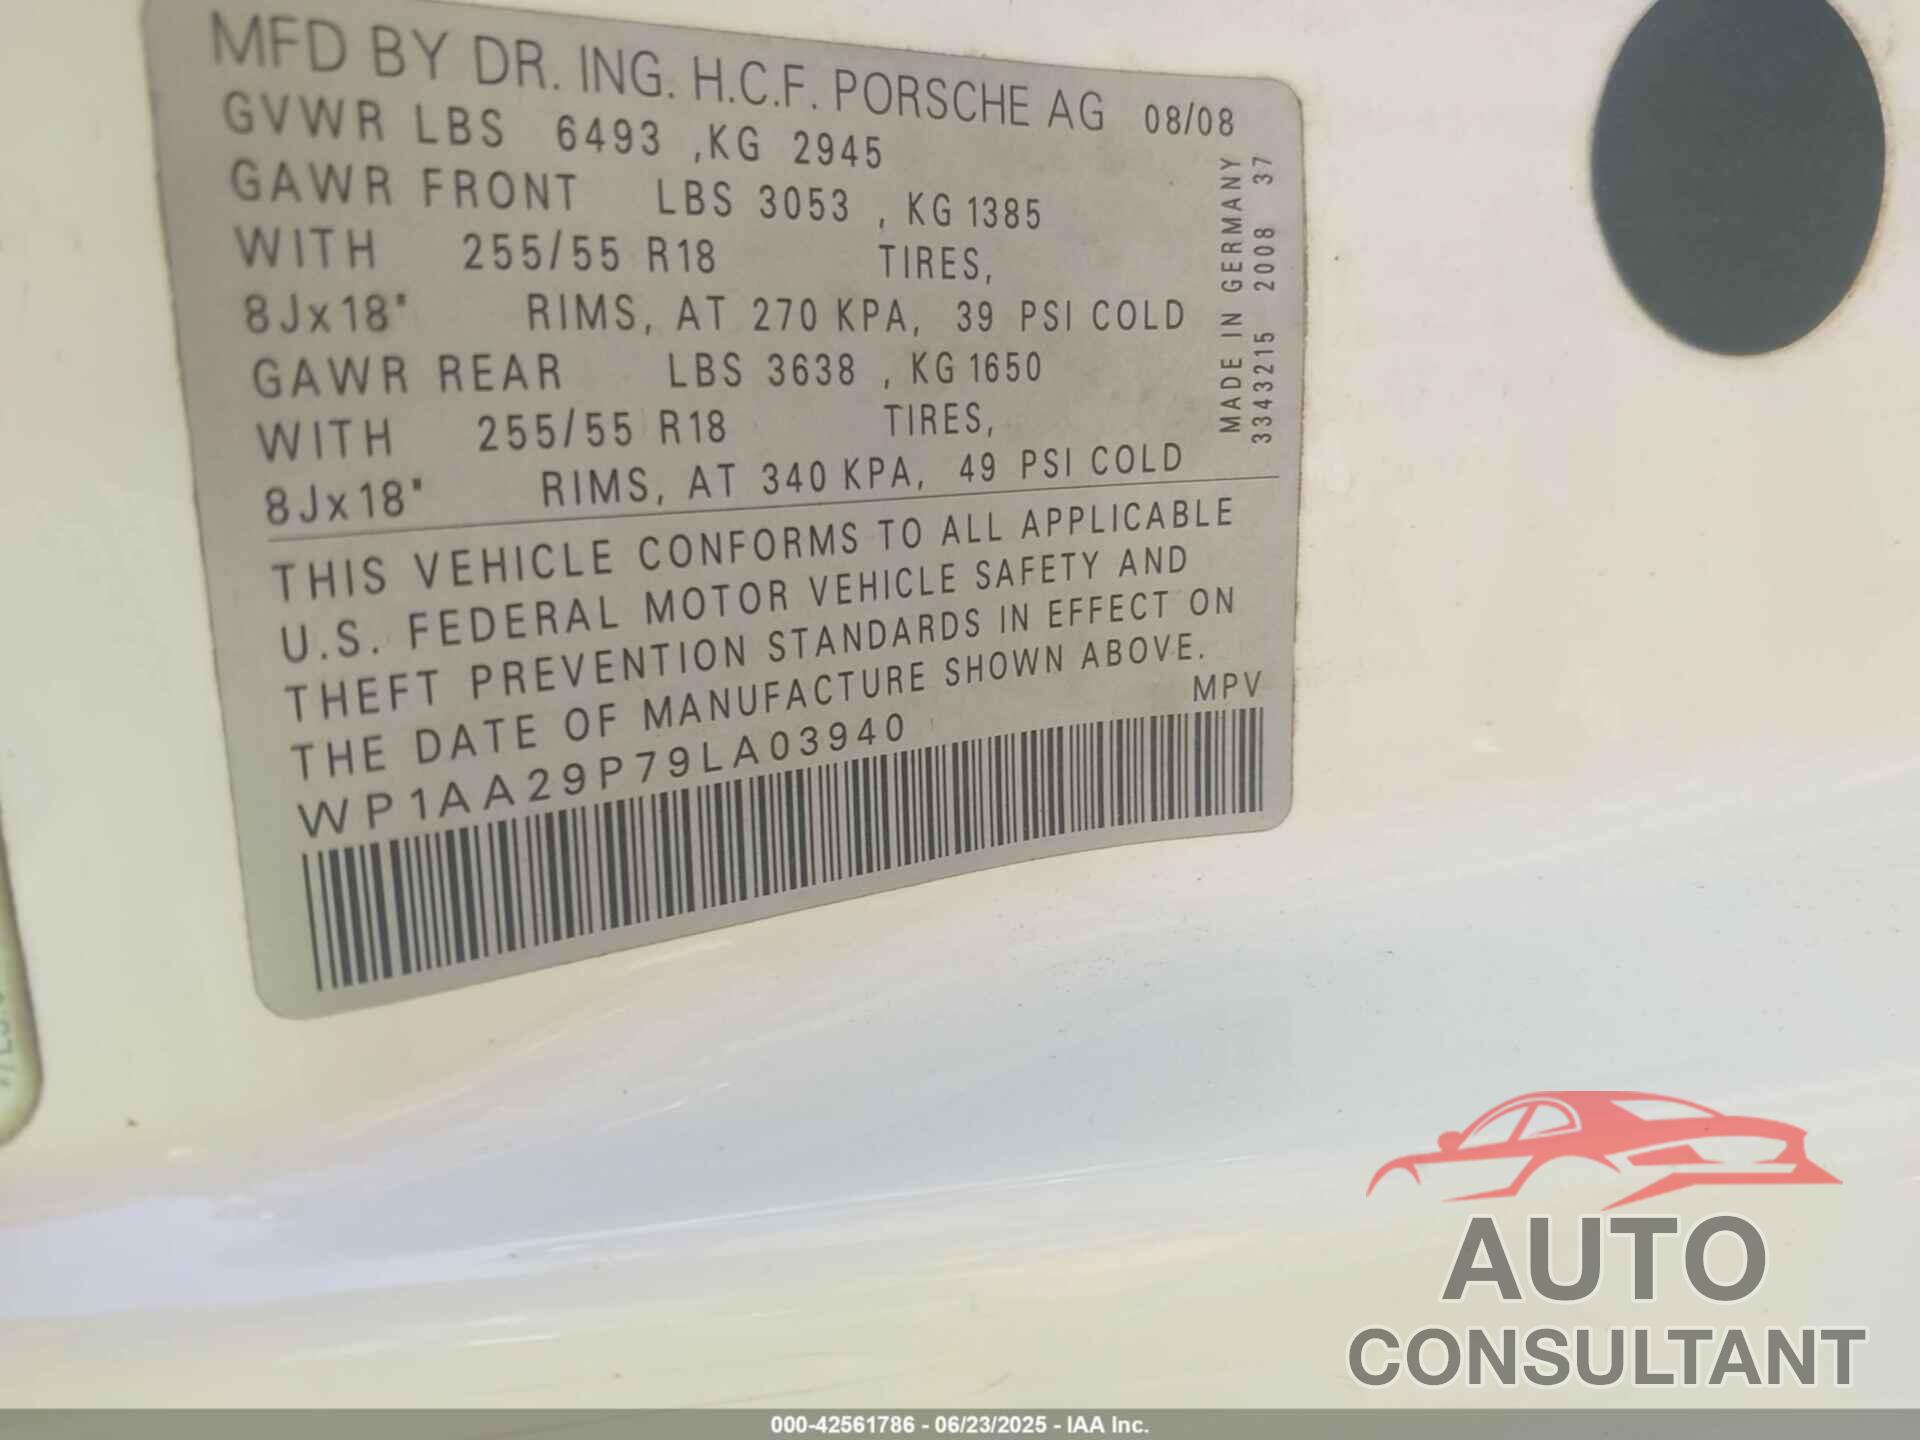 MFD BY DR. ING. H.C.F. PORSCHE AG 08/08
GVWR LBS 6493 ,KG 2945
GAWR FRONT LBS 3053 , KG 1385
WITH 255/55 R18 TIRES,
8Jx18" RIMS, AT 270 KPA, 39 PSI COLD
GAWR REAR LBS 3638 , KG 1650
WITH 255/55 R18 TIRES,
8Jx18" RIMS, AT 340 KPA, 49 PSI COLD
MADE IN GERMANY
3343215 2008 37
THIS VEHICLE CONFORMS TO ALL APPLICABLE
U.S. FEDERAL MOTOR VEHICLE SAFETY AND
THEFT PREVENTION STANDARDS IN EFFECT ON
THE DATE OF MANUFACTURE SHOWN ABOVE.
WP1AA29P79LA03940 MPV
AUTO
CONSULTANT
000-42561786 - 06/23/2025 - IAA Inc.